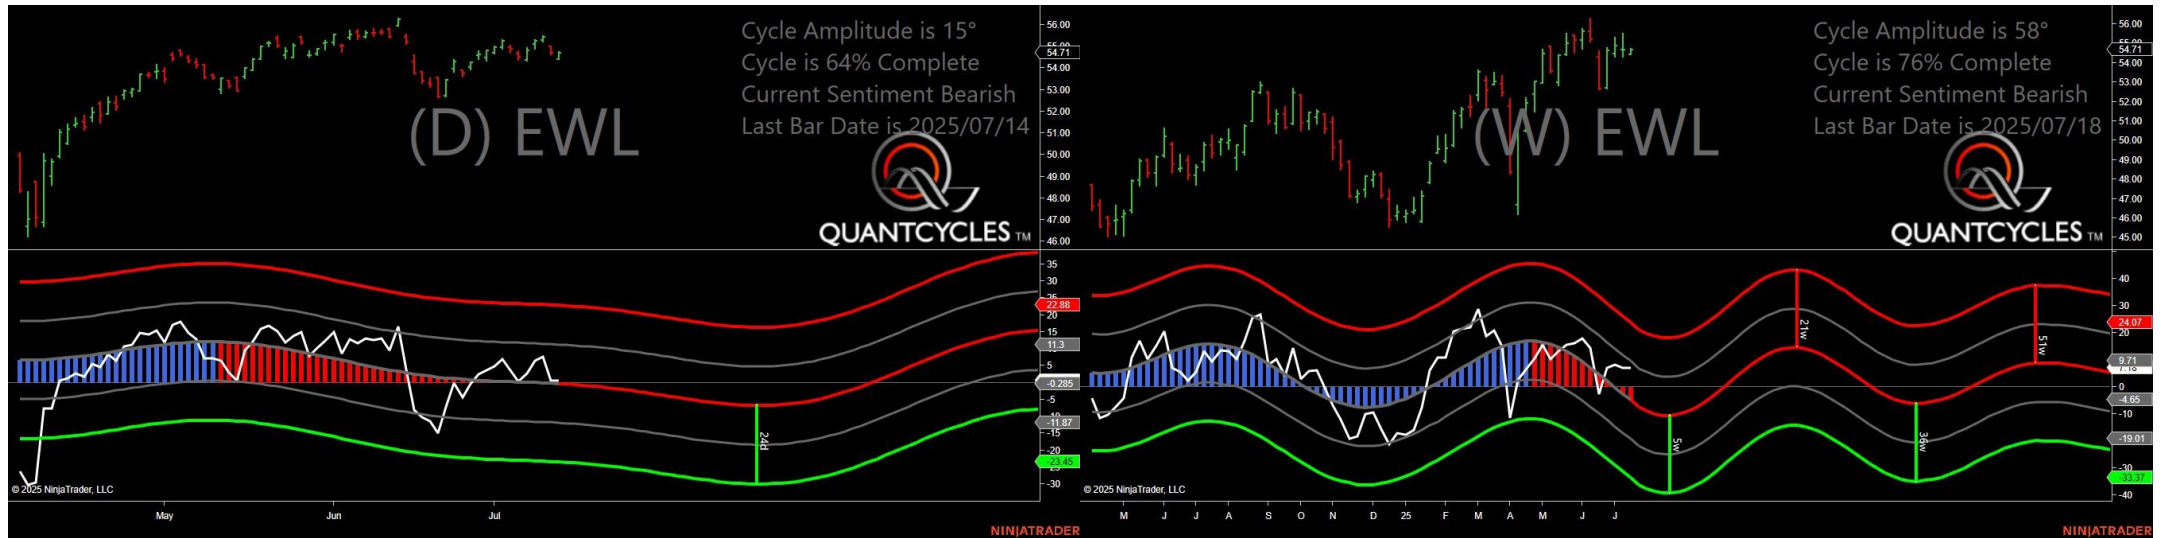 Cycle Amplitude is 15°
Cycle is 64% Complete
Current Sentiment Bearish
Last Bar Date is 2025/07/14
(D) EWL
QUANTCYCLES TM
56.00
54.71
54.00
53.00
52.00
51.00
50.00
49.00
48.00
47.00
46.00
35
30
22.88
20
15
11.3
5
-0.285
-5
-11.87
-15
-20
-23.45
-30
24d
© 2025 NinjaTrader, LLC
May Jun Jul
NINJATRADER
Cycle Amplitude is 58°
Cycle is 76% Complete
Current Sentiment Bearish
Last Bar Date is 2025/07/18
(W) EWL
QUANTCYCLES TM
56.00
54.71
54.00
53.00
52.00
51.00
50.00
49.00
48.00
47.00
46.00
45.00
40
30
24.07
20
9.71
0
-4.65
-10
-19.01
-30
-33.37
-40
5w
21w
36w
51w
© 2025 NinjaTrader, LLC
M J J A S O N D 25 F M A M J J
NINJATRADER